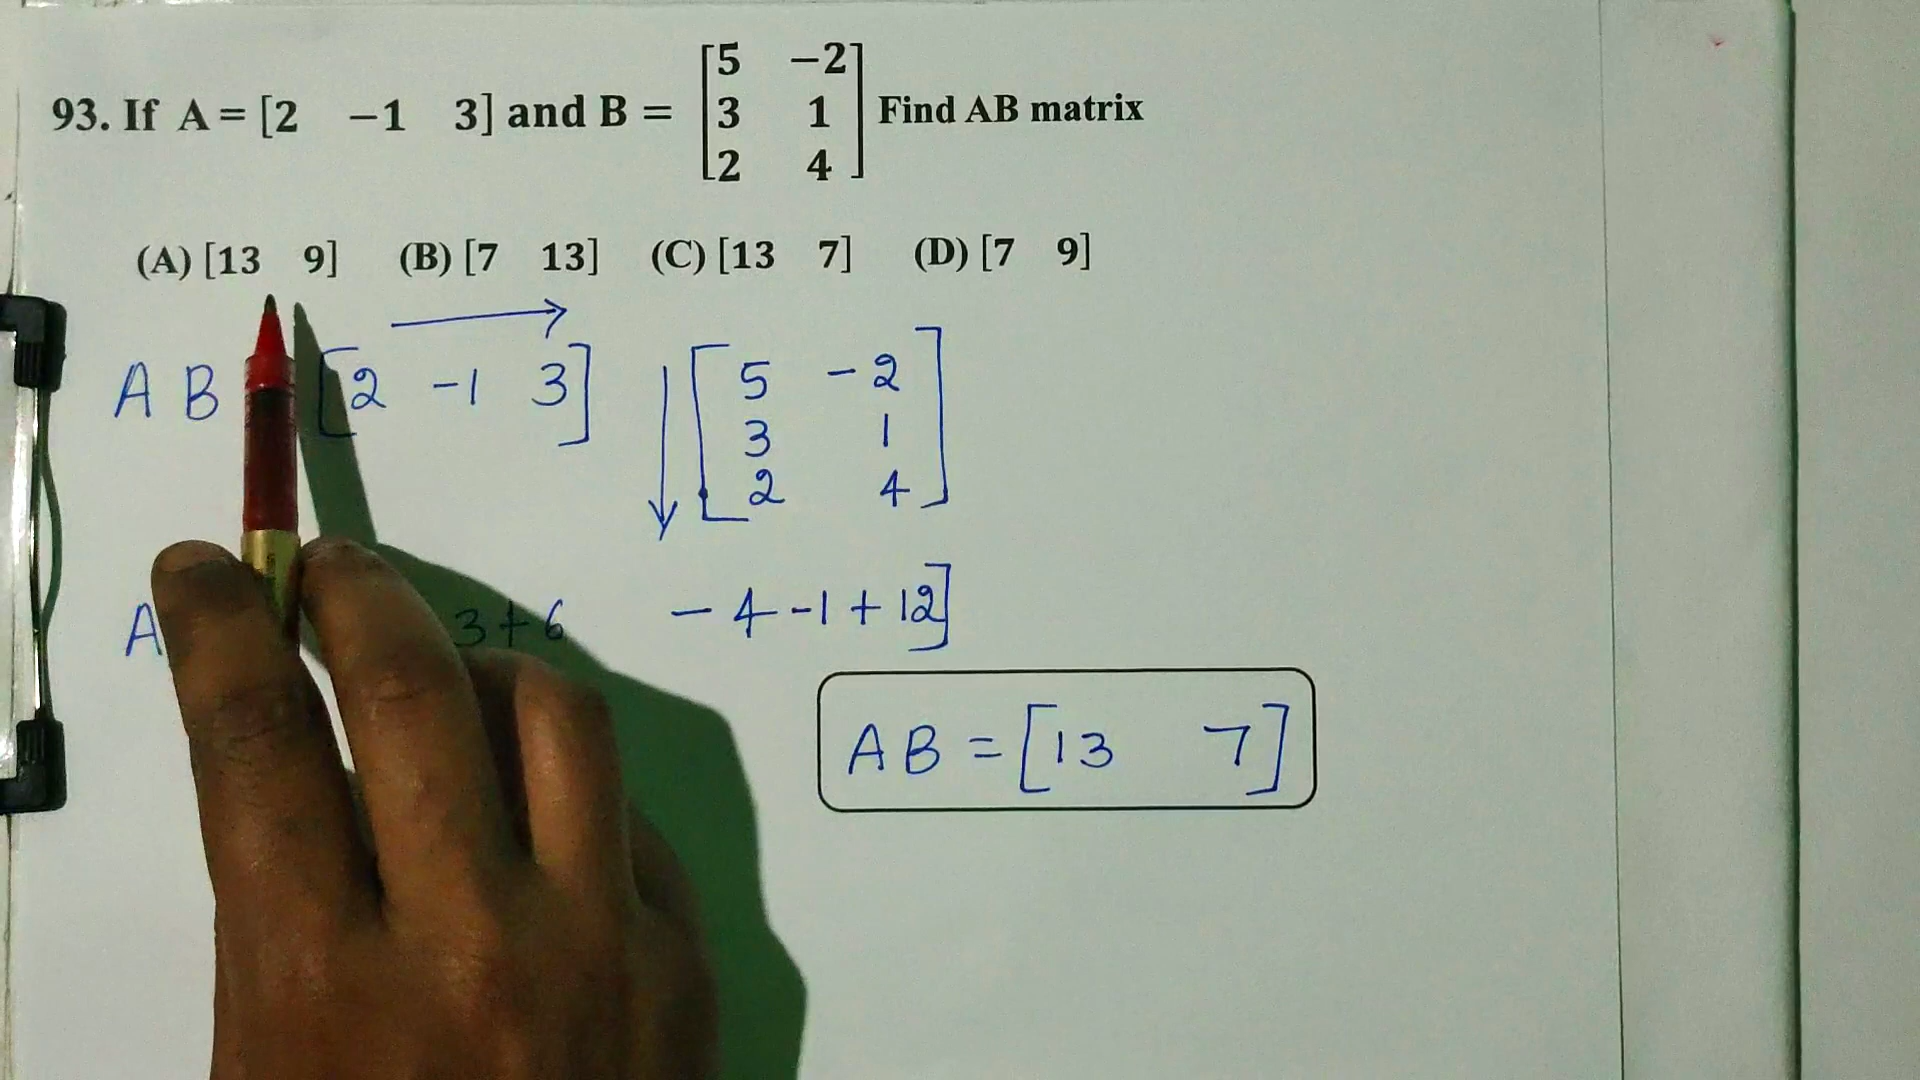 93. If A = [2 −1 3] and B = [5 −2
3 1
2 4] Find AB matrix
(A) [13 9] (B) [7 13] (C) [13 7] (D) [7 9]
A B [2 -1 3] [5 -2
3 1
2 4]
A 3+6 -4-1+12]
AB = [13 7]